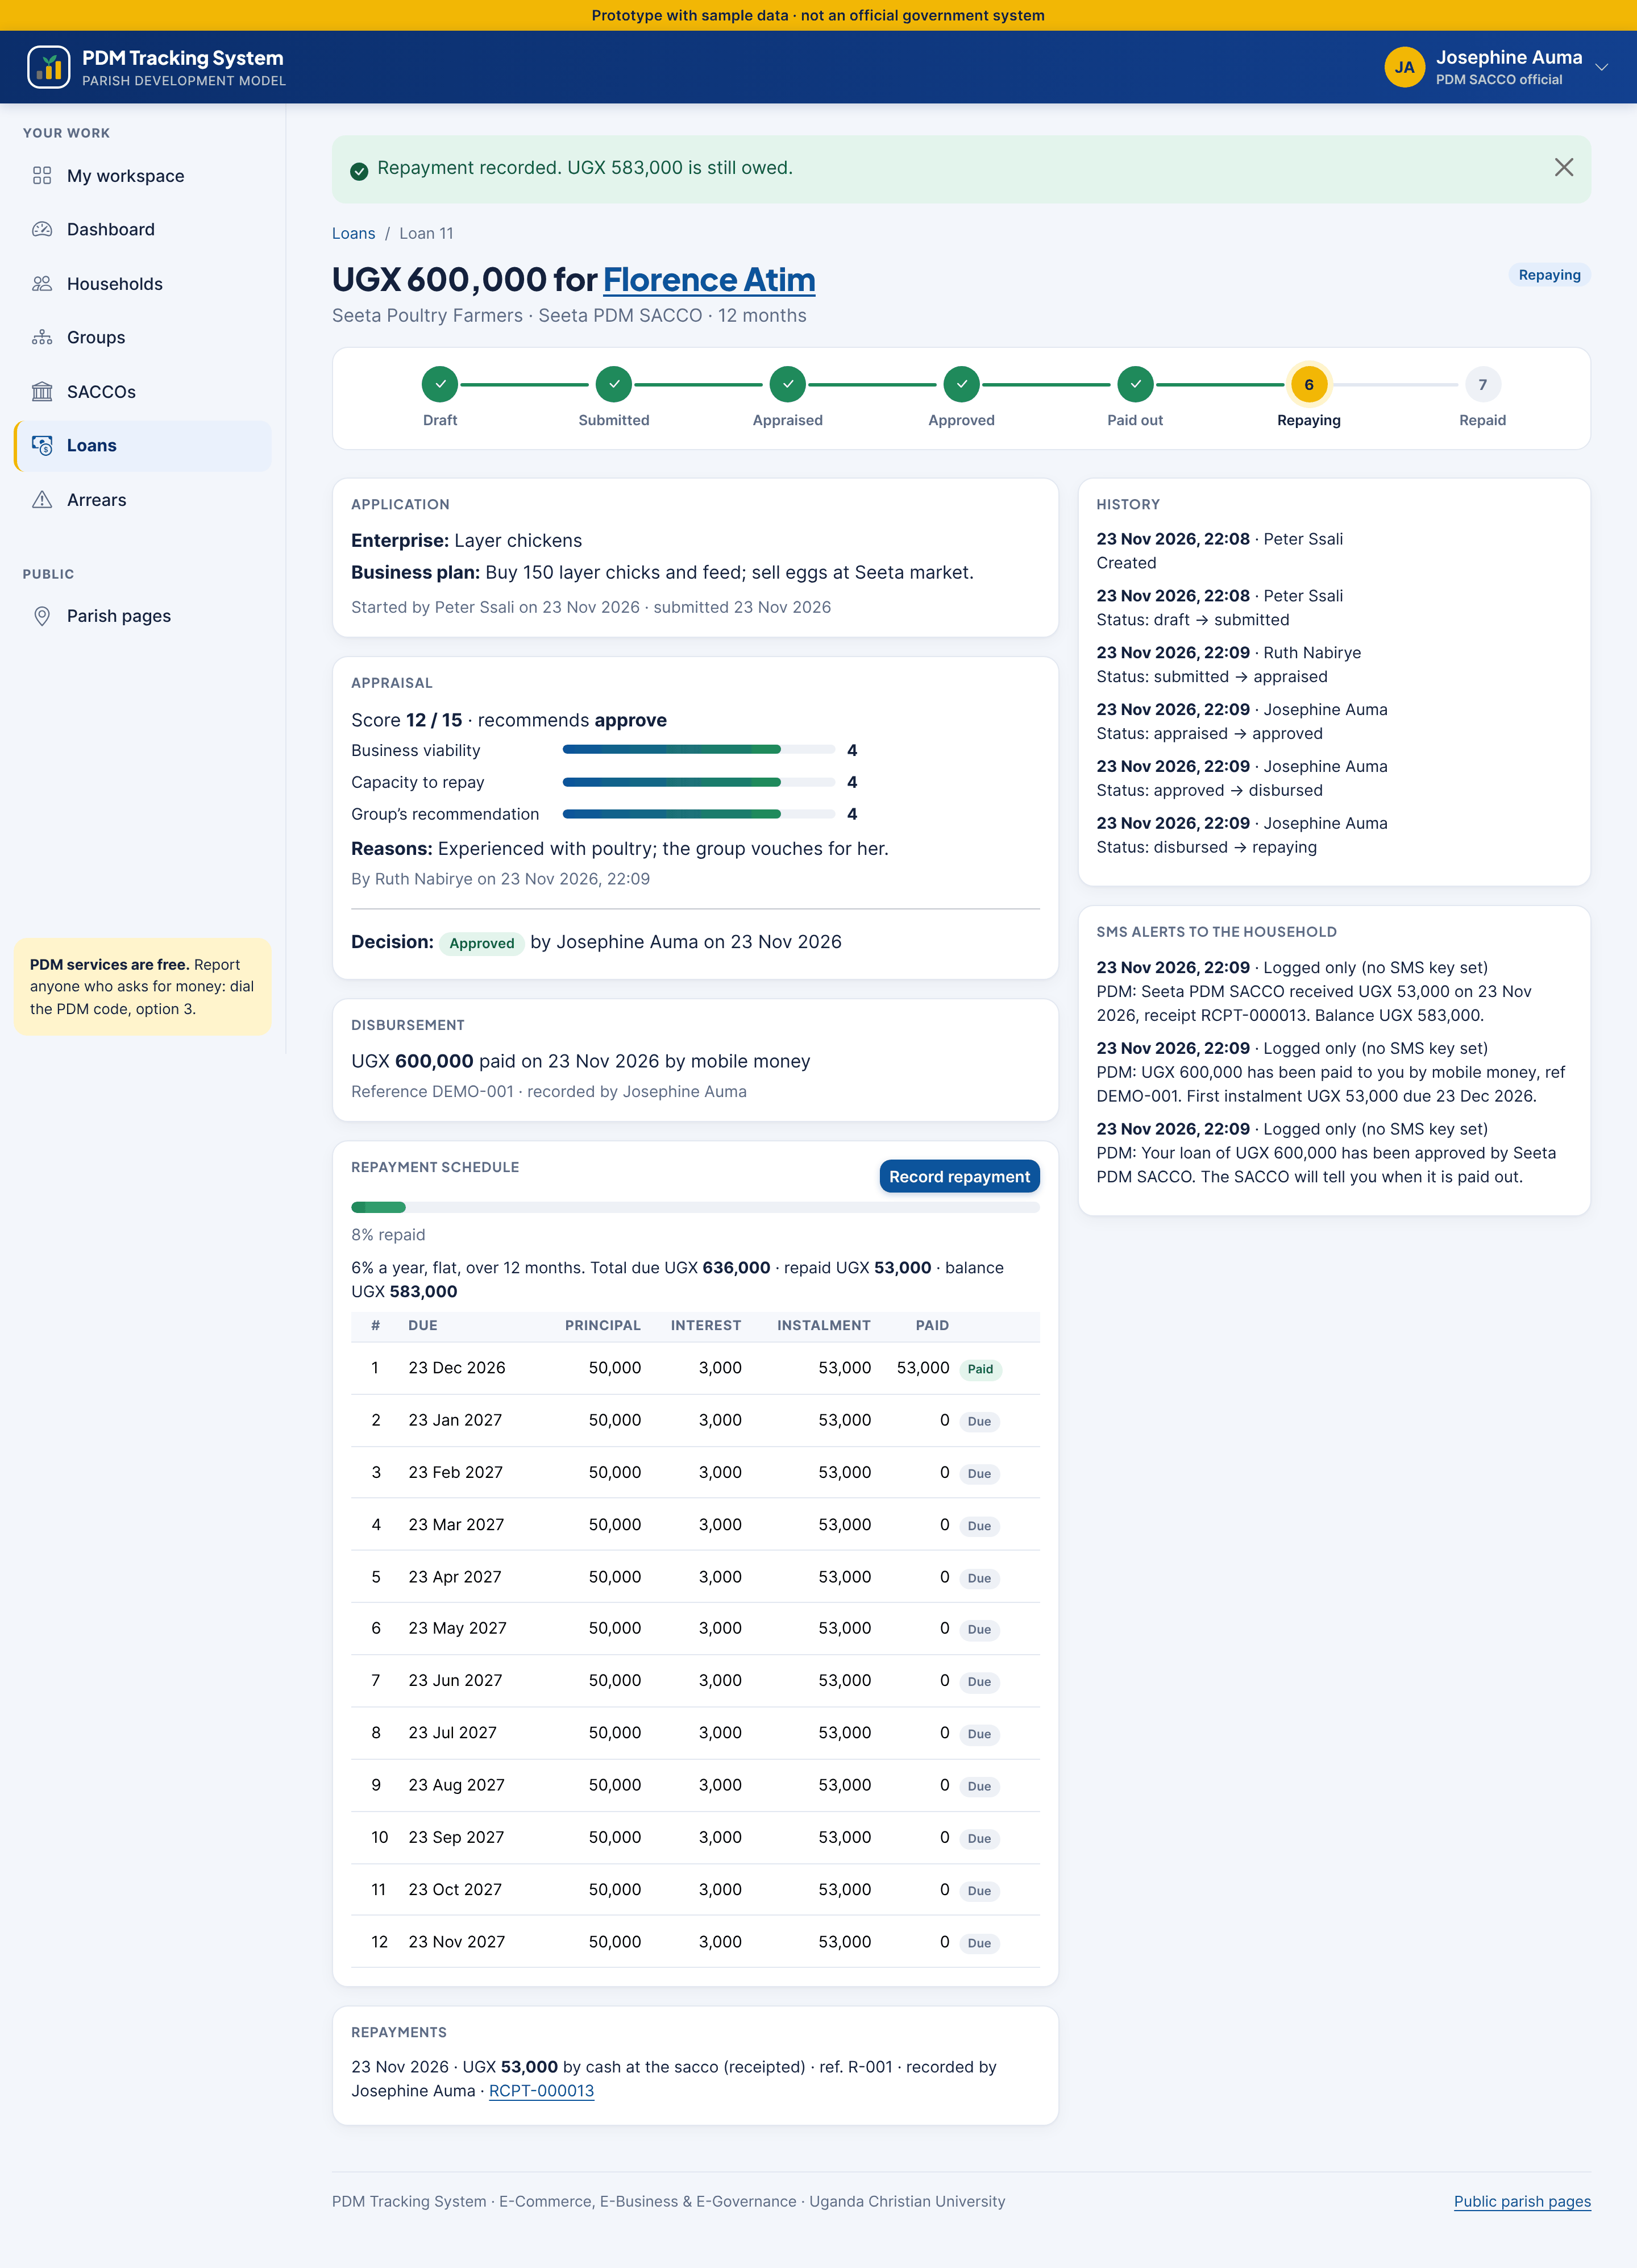 Prototype with sample data · not an official government system
PDM Tracking System
PARISH DEVELOPMENT MODEL
JA
Josephine Auma
PDM SACCO official
YOUR WORK
My workspace
Dashboard
Households
Groups
SACCOs
Loans
Arrears
PUBLIC
Parish pages
PDM services are free. Report
anyone who asks for money: dial
the PDM code, option 3.
Repayment recorded. UGX 583,000 is still owed.
Loans / Loan 11
UGX 600,000 for Florence Atim
Repaying
Seeta Poultry Farmers · Seeta PDM SACCO · 12 months
6 7
Draft Submitted Appraised Approved Paid out Repaying Repaid
APPLICATION
Enterprise: Layer chickens
Business plan: Buy 150 layer chicks and feed; sell eggs at Seeta market.
Started by Peter Ssali on 23 Nov 2026 · submitted 23 Nov 2026
APPRAISAL
Score 12 / 15 · recommends approve
Business viability 4
Capacity to repay 4
Group’s recommendation 4
Reasons: Experienced with poultry; the group vouches for her.
By Ruth Nabirye on 23 Nov 2026, 22:09
Decision: Approved by Josephine Auma on 23 Nov 2026
DISBURSEMENT
UGX 600,000 paid on 23 Nov 2026 by mobile money
Reference DEMO-001 · recorded by Josephine Auma
REPAYMENT SCHEDULE
Record repayment
8% repaid
6% a year, flat, over 12 months. Total due UGX 636,000 · repaid UGX 53,000 · balance
UGX 583,000
# DUE PRINCIPAL INTEREST INSTALMENT PAID
1 23 Dec 2026 50,000 3,000 53,000 53,000 Paid
2 23 Jan 2027 50,000 3,000 53,000 0 Due
3 23 Feb 2027 50,000 3,000 53,000 0 Due
4 23 Mar 2027 50,000 3,000 53,000 0 Due
5 23 Apr 2027 50,000 3,000 53,000 0 Due
6 23 May 2027 50,000 3,000 53,000 0 Due
7 23 Jun 2027 50,000 3,000 53,000 0 Due
8 23 Jul 2027 50,000 3,000 53,000 0 Due
9 23 Aug 2027 50,000 3,000 53,000 0 Due
10 23 Sep 2027 50,000 3,000 53,000 0 Due
11 23 Oct 2027 50,000 3,000 53,000 0 Due
12 23 Nov 2027 50,000 3,000 53,000 0 Due
REPAYMENTS
23 Nov 2026 · UGX 53,000 by cash at the sacco (receipted) · ref. R-001 · recorded by
Josephine Auma · RCPT-000013
HISTORY
23 Nov 2026, 22:08 · Peter Ssali
Created
23 Nov 2026, 22:08 · Peter Ssali
Status: draft → submitted
23 Nov 2026, 22:09 · Ruth Nabirye
Status: submitted → appraised
23 Nov 2026, 22:09 · Josephine Auma
Status: appraised → approved
23 Nov 2026, 22:09 · Josephine Auma
Status: approved → disbursed
23 Nov 2026, 22:09 · Josephine Auma
Status: disbursed → repaying
SMS ALERTS TO THE HOUSEHOLD
23 Nov 2026, 22:09 · Logged only (no SMS key set)
PDM: Seeta PDM SACCO received UGX 53,000 on 23 Nov
2026, receipt RCPT-000013. Balance UGX 583,000.
23 Nov 2026, 22:09 · Logged only (no SMS key set)
PDM: UGX 600,000 has been paid to you by mobile money, ref
DEMO-001. First instalment UGX 53,000 due 23 Dec 2026.
23 Nov 2026, 22:09 · Logged only (no SMS key set)
PDM: Your loan of UGX 600,000 has been approved by Seeta
PDM SACCO. The SACCO will tell you when it is paid out.
PDM Tracking System · E-Commerce, E-Business & E-Governance · Uganda Christian University
Public parish pages